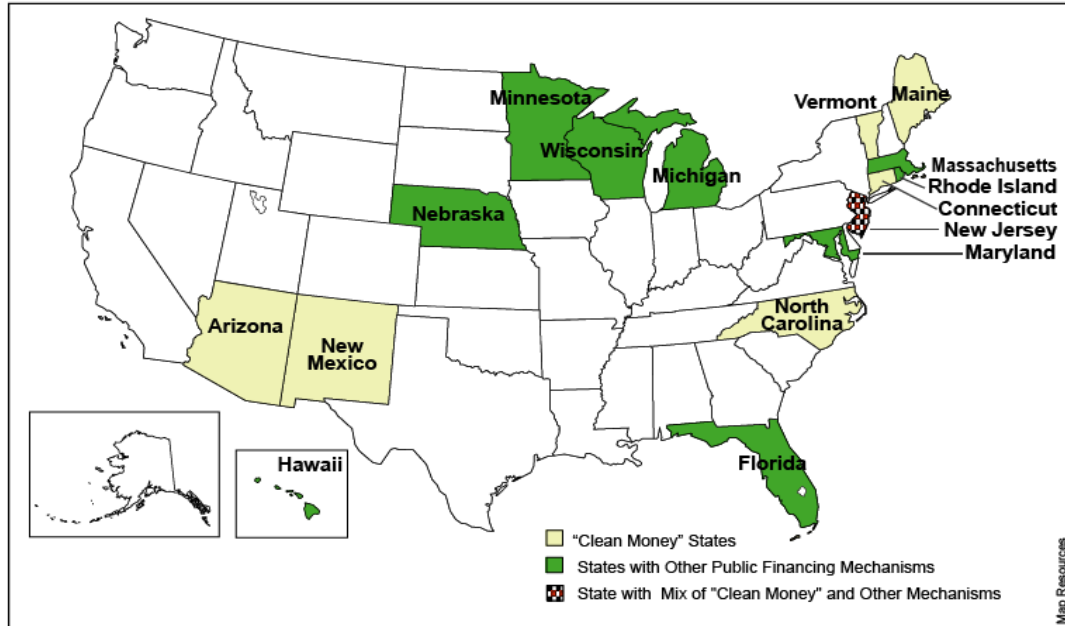 Minnesota
Vermont
Maine
Wisconsin
Michigan
Massachusetts
Rhode Island
Nebraska
Connecticut
New Jersey
Maryland
Arizona
New
Mexico
North
Carolina
Hawaii
Florida
"Clean Money" States
States with Other Public Financing Mechanisms
State with Mix of "Clean Money" and Other Mechanisms
Map Resources